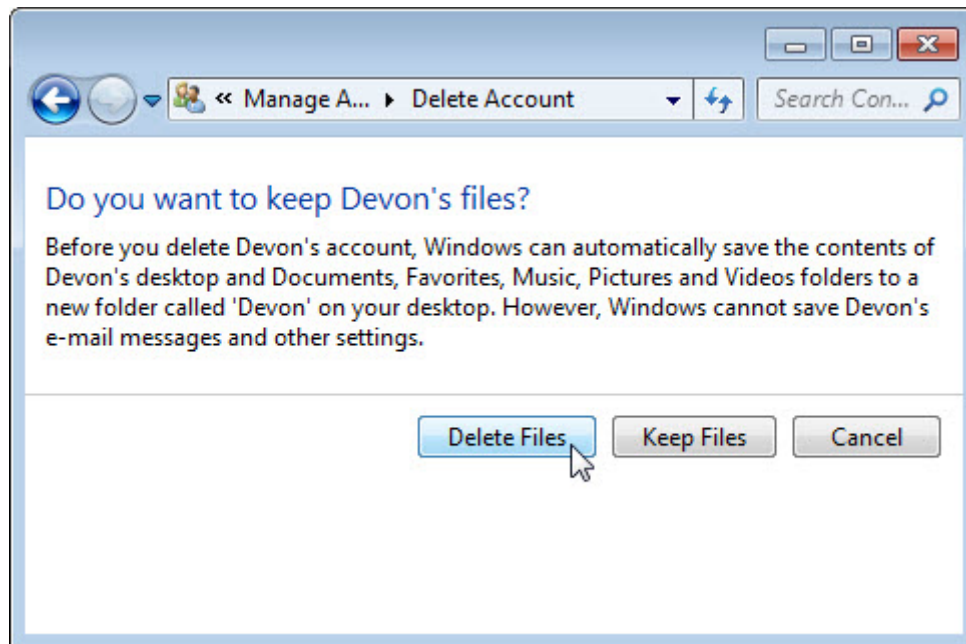 « Manage A... ▸ Delete Account
Search Con...
Do you want to keep Devon's files?
Before you delete Devon's account, Windows can automatically save the contents of
Devon's desktop and Documents, Favorites, Music, Pictures and Videos folders to a
new folder called 'Devon' on your desktop. However, Windows cannot save Devon's
e-mail messages and other settings.
Delete Files
Keep Files
Cancel